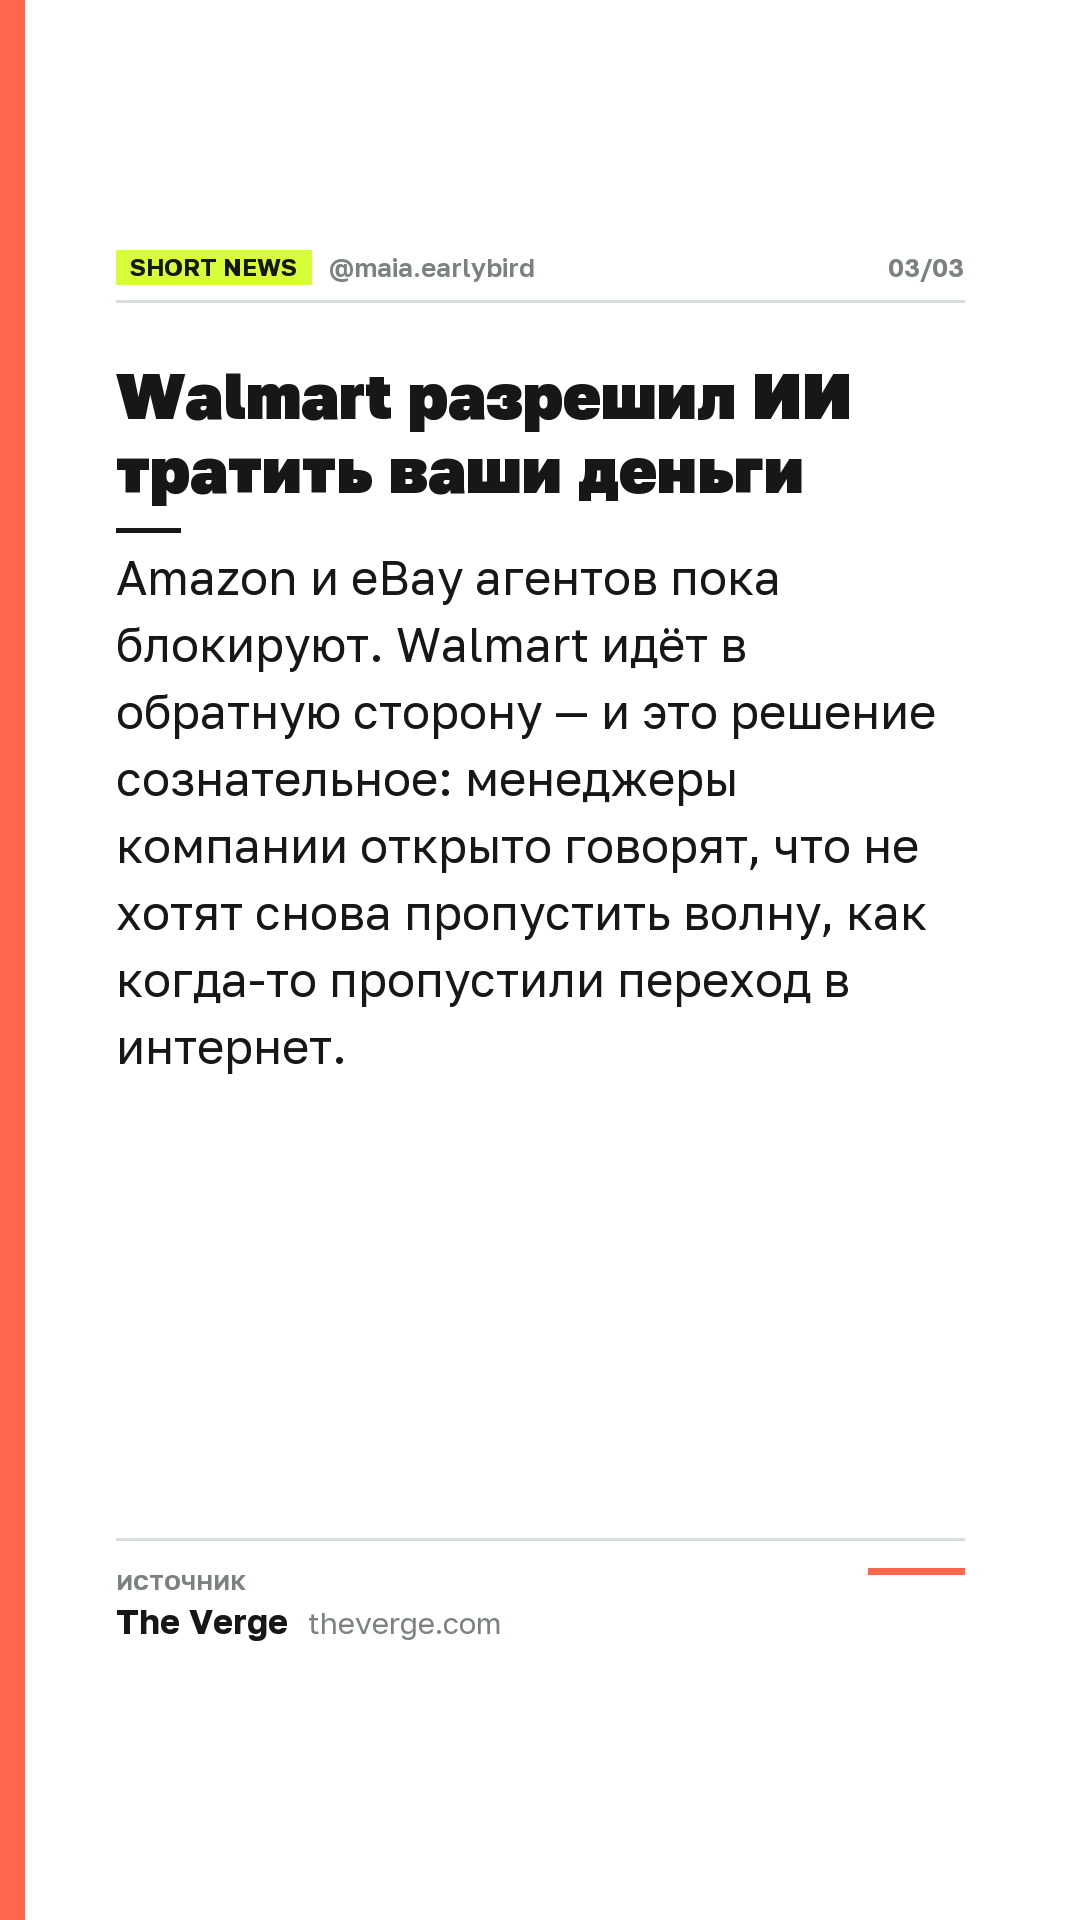 SHORT NEWS @maia.earlybird 03/03
Walmart разрешил ИИ
тратить ваши деньги
Amazon и eBay агентов пока
блокируют. Walmart идёт в
обратную сторону — и это решение
сознательное: менеджеры
компании открыто говорят, что не
хотят снова пропустить волну, как
когда-то пропустили переход в
интернет.
ИСТОЧНИК
The Verge theverge.com